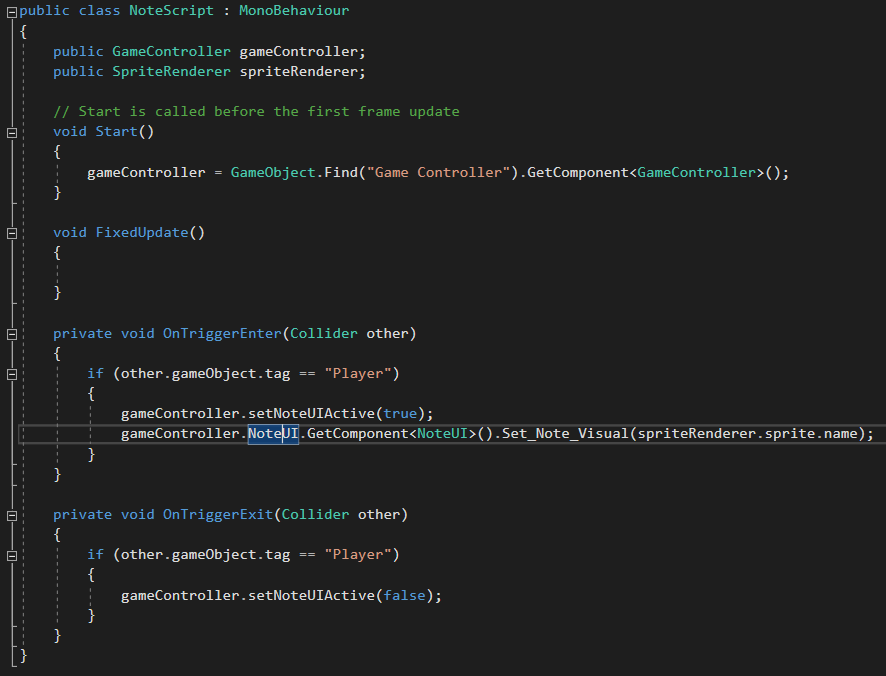 public class NoteScript : MonoBehaviour
{
    public GameController gameController;
    public SpriteRenderer spriteRenderer;

    // Start is called before the first frame update
    void Start()
    {
        gameController = GameObject.Find("Game Controller").GetComponent<GameController>();
    }

    void FixedUpdate()
    {

    }

    private void OnTriggerEnter(Collider other)
    {
        if (other.gameObject.tag == "Player")
        {
            gameController.setNoteUIActive(true);
            gameController.NoteUI.GetComponent<NoteUI>().Set_Note_Visual(spriteRenderer.sprite.name);
        }
    }

    private void OnTriggerExit(Collider other)
    {
        if (other.gameObject.tag == "Player")
        {
            gameController.setNoteUIActive(false);
        }
    }
}